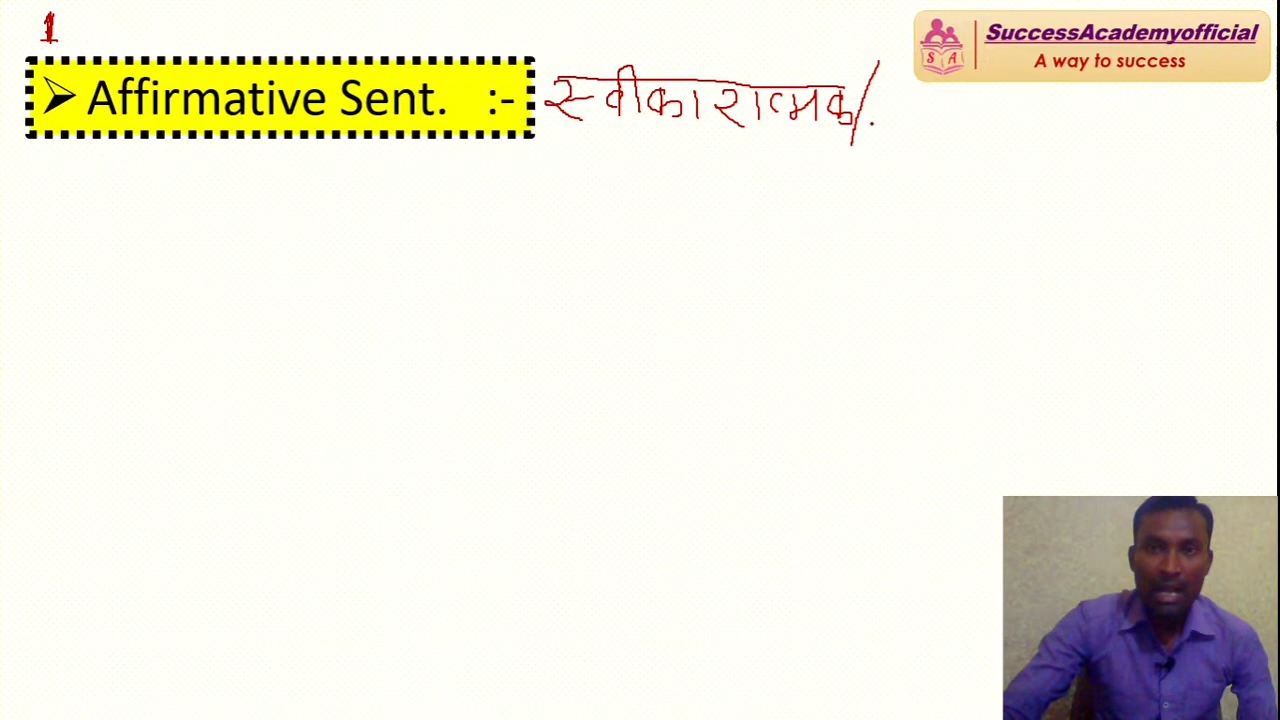 1
SuccessAcademyofficial
A way to success
S A
➢ Affirmative Sent. :- स्वीकारात्मक/.